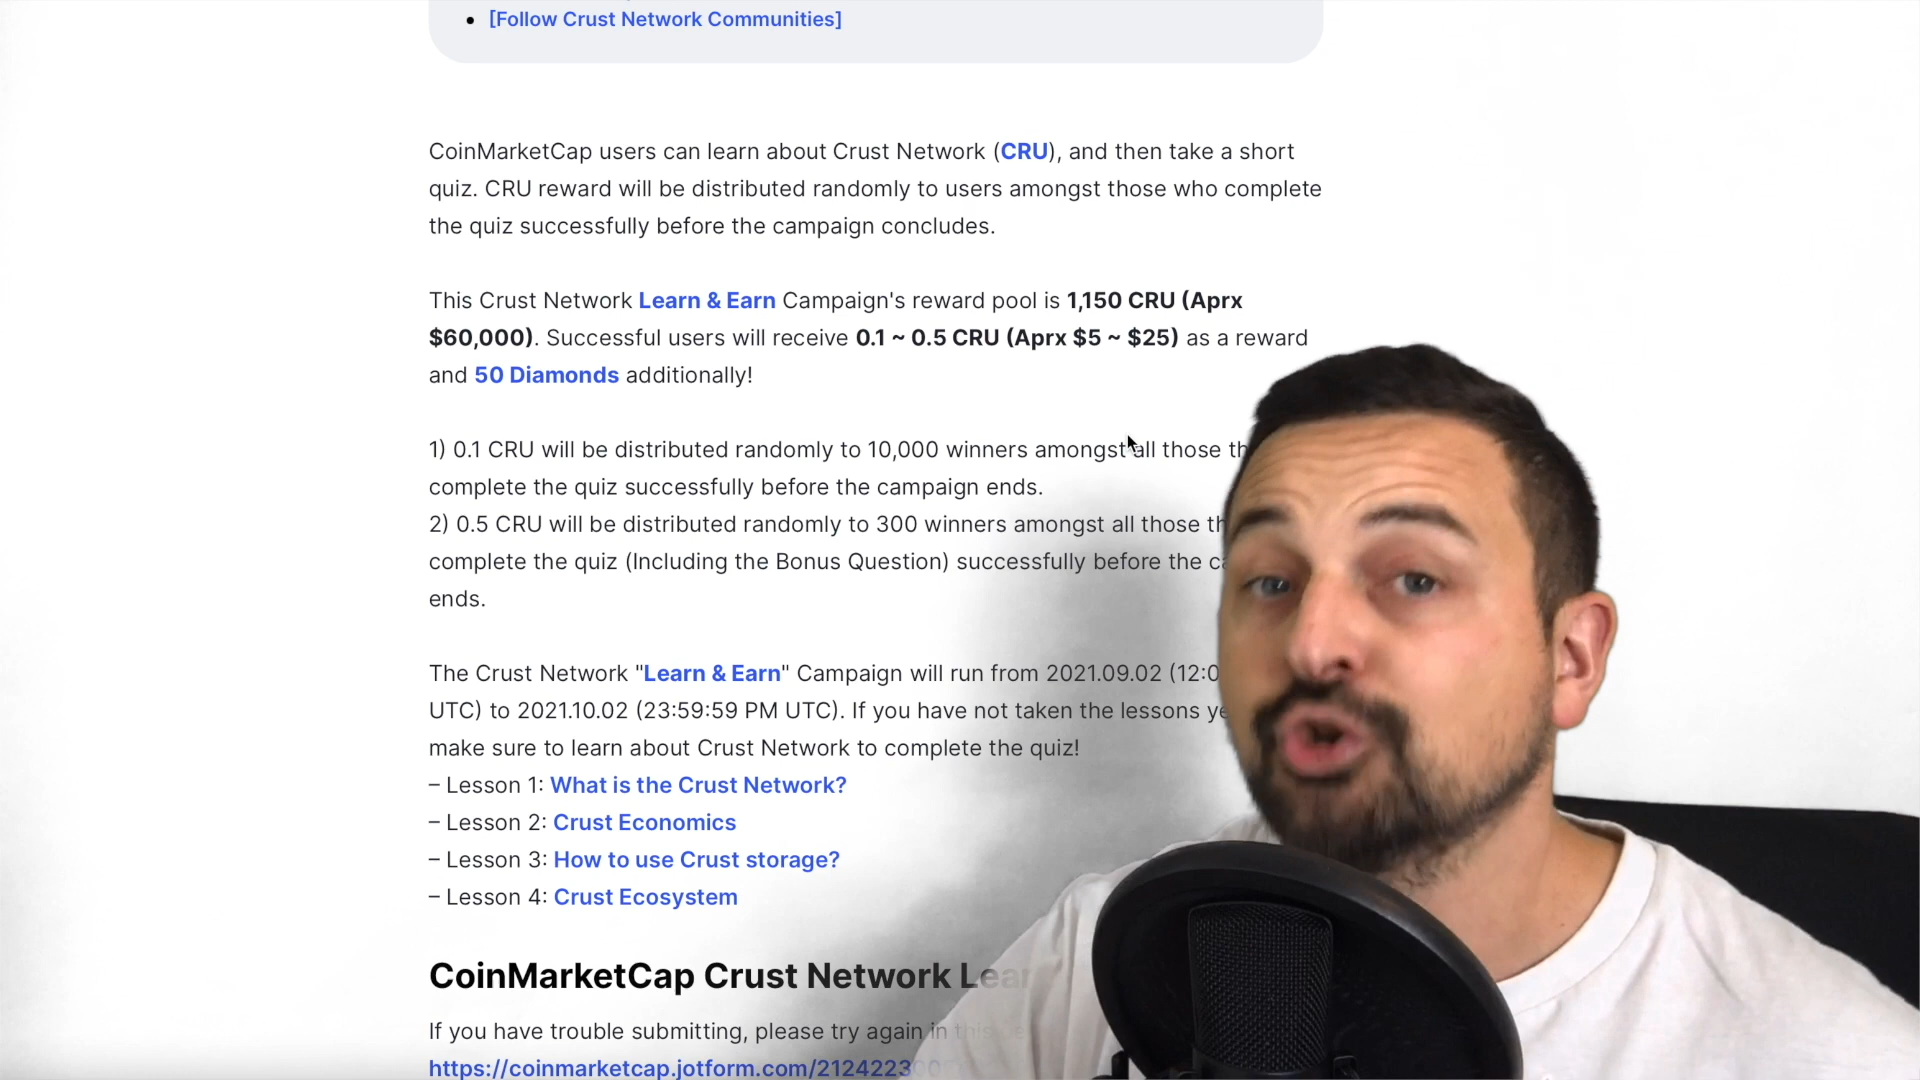 [Follow Crust Network Communities]
CoinMarketCap users can learn about Crust Network (CRU), and then take a short
quiz. CRU reward will be distributed randomly to users amongst those who complete
the quiz successfully before the campaign concludes.
This Crust Network Learn & Earn Campaign's reward pool is 1,150 CRU (Aprx
$60,000). Successful users will receive 0.1 ~ 0.5 CRU (Aprx $5 ~ $25) as a reward
and 50 Diamonds additionally!
1) 0.1 CRU will be distributed randomly to 10,000 winners amongst all those
complete the quiz successfully before the campaign ends.
2) 0.5 CRU will be distributed randomly to 300 winners amongst all those
complete the quiz (Including the Bonus Question) successfully before the
ends.
The Crust Network "Learn & Earn" Campaign will run from 2021.09.02
UTC) to 2021.10.02 (23:59:59 PM UTC). If you have not taken the lessons
make sure to learn about Crust Network to complete the quiz!
– Lesson 1: What is the Crust Network?
– Lesson 2: Crust Economics
– Lesson 3: How to use Crust storage?
– Lesson 4: Crust Ecosystem
CoinMarketCap Crust Network
If you have trouble submitting, please try again in this
https://coinmarketcap.jotform.com/2124223